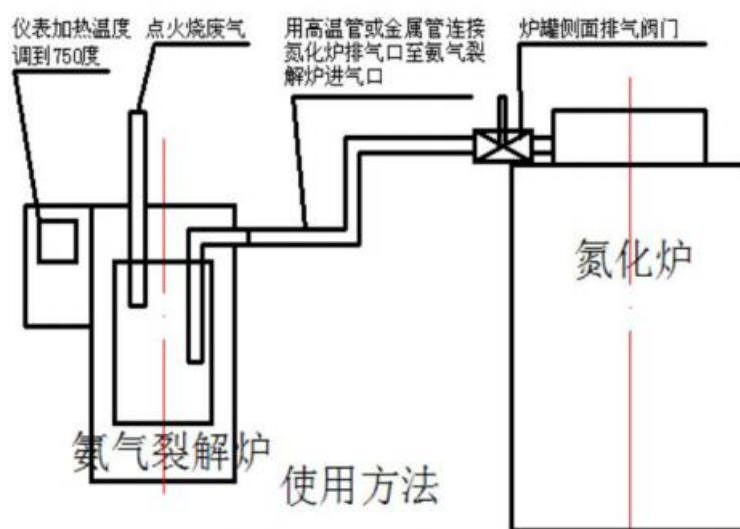 仪表加热温度
调到750度
点火烧废气
用高温管或金属管连接
氮化炉排气口至氨气裂
解炉进气口
炉罐侧面排气阀门
氮化炉
氨气裂解炉
使用方法